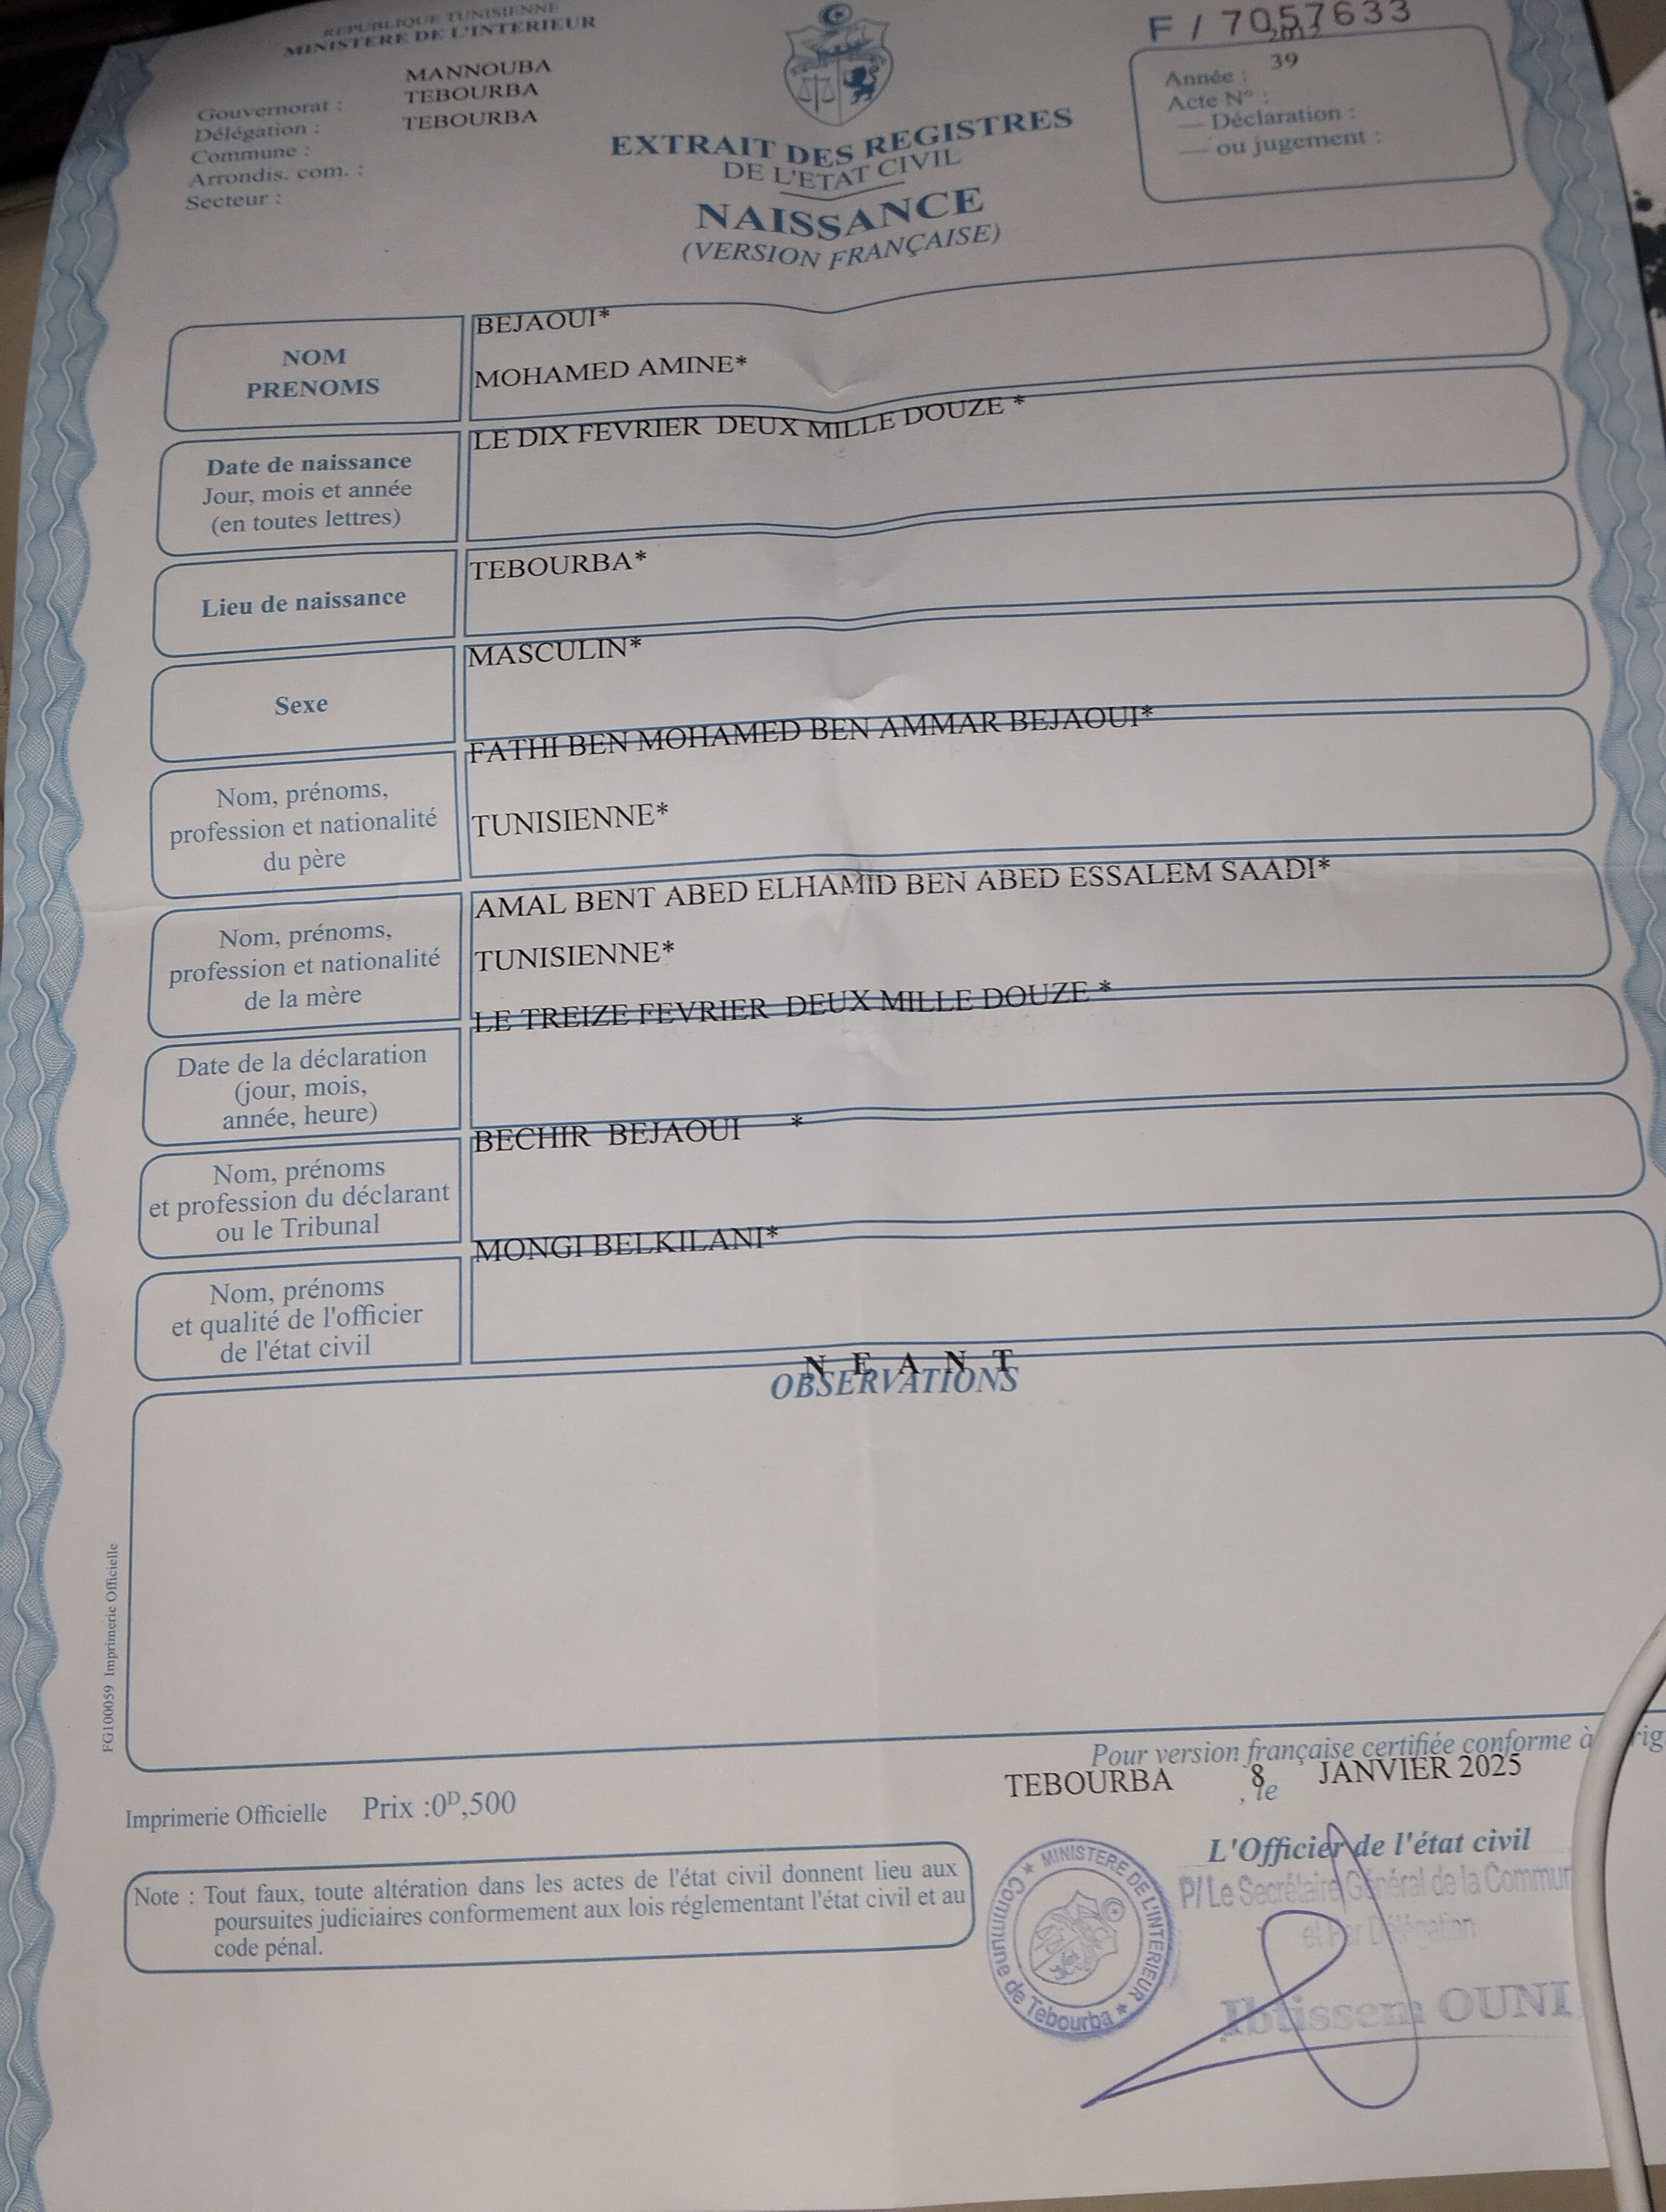 REPUBLIQUE TUNISIENNE
MINISTERE DE L'INTERIEUR
Gouvernorat : MANNOUBA
Délégation : TEBOURBA
Commune : TEBOURBA
Arrondis. com. :
Secteur :
EXTRAIT DES REGISTRES
DE L'ETAT CIVIL
NAISSANCE
(VERSION FRANÇAISE)
F / 7057633
2012
Année : 39
Acte N° :
— Déclaration :
— ou jugement :
NOM
PRENOMS
BEJAOUI*
MOHAMED AMINE*
Date de naissance
Jour, mois et année
(en toutes lettres)
LE DIX FEVRIER DEUX MILLE DOUZE *
Lieu de naissance
TEBOURBA*
Sexe
MASCULIN*
Nom, prénoms,
profession et nationalité
du père
FATHI BEN MOHAMED BEN AMMAR BEJAOUI*
TUNISIENNE*
Nom, prénoms,
profession et nationalité
de la mère
AMAL BENT ABED ELHAMID BEN ABED ESSALEM SAADI*
TUNISIENNE*
Date de la déclaration
(jour, mois,
année, heure)
LE TREIZE FEVRIER DEUX MILLE DOUZE *
Nom, prénoms
et profession du déclarant
ou le Tribunal
BECHIR BEJAOUI *
Nom, prénoms
et qualité de l'officier
de l'état civil
MONGI BELKILANI*
N E A N T
OBSERVATIONS
FG100059 Imprimerie Officielle
Pour version française certifiée conforme à
TEBOURBA , le 8 JANVIER 2025
Imprimerie Officielle Prix :0D,500
L'Officier de l'état civil
P/ Le Secrétaire Général de la Commun
et Par Délégation
Ibtissem OUNI
★ MINISTERE DE L'INTERIEUR ★
Commune de Tebourba
Note : Tout faux, toute altération dans les actes de l'état civil donnent lieu aux
poursuites judiciaires conformement aux lois réglementant l'état civil et au
code pénal.